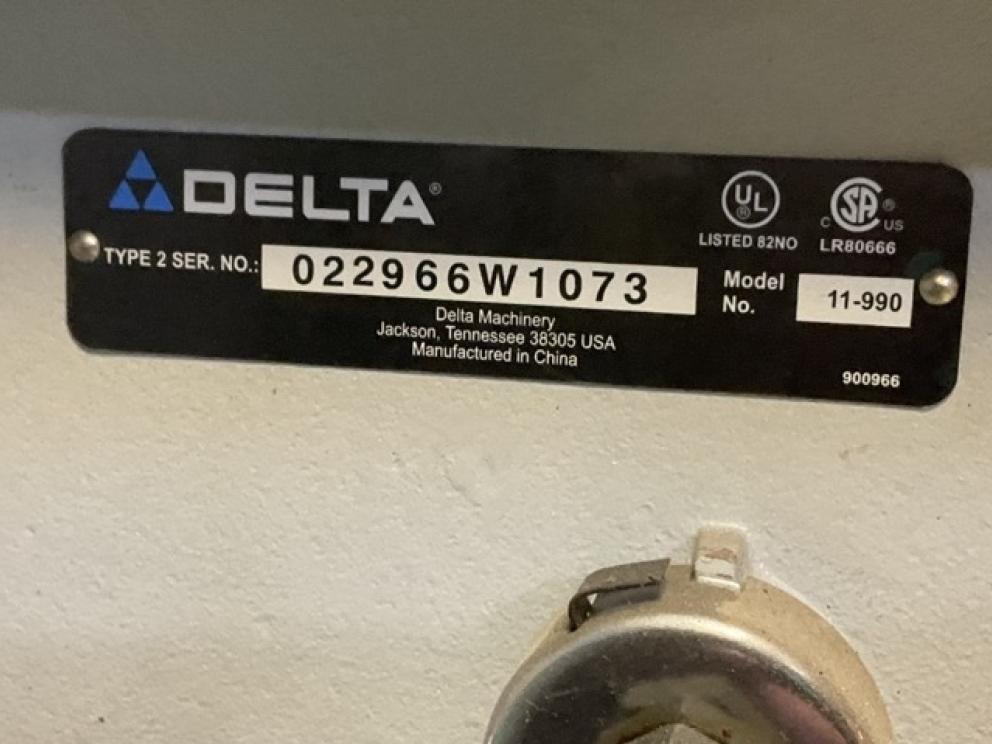 DELTA®
UL®
LISTED 82NO
C SA® US
LR80666
TYPE 2 SER. NO.: 022966W1073
Model No. 11-990
Delta Machinery
Jackson, Tennessee 38305 USA
Manufactured in China
900966